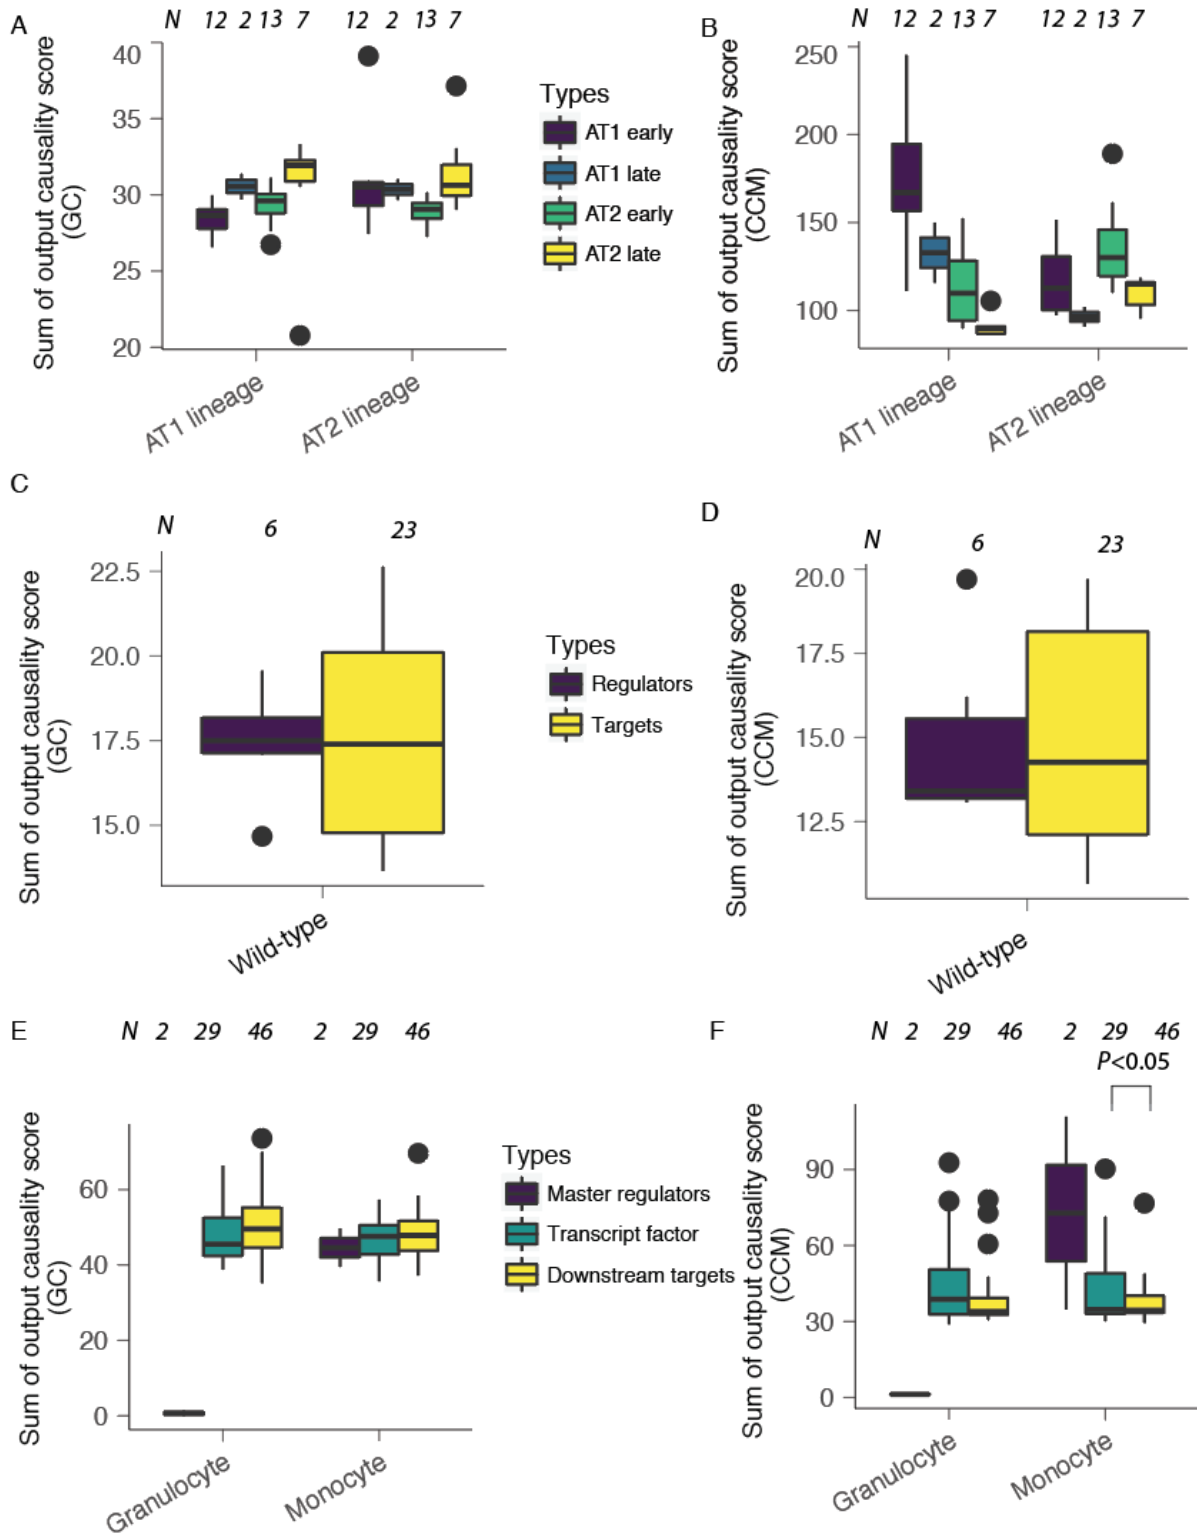 A
N 12 2 13 7 12 2 13 7
40
35
30
25
20
Sum of output causality score
(GC)
AT1 lineage
AT2 lineage
Types
AT1 early
AT1 late
AT2 early
AT2 late
B
N 12 2 13 7 12 2 13 7
250
200
150
100
Sum of output causality score
(CCM)
AT1 lineage
AT2 lineage
C
N 6 23
22.5
20.0
17.5
15.0
Sum of output causality score
(GC)
Wild-type
Types
Regulators
Targets
D
N 6 23
20.0
17.5
15.0
12.5
Sum of output causality score
(CCM)
Wild-type
E
N 2 29 46 2 29 46
60
40
20
0
Sum of output causality score
(GC)
Granulocyte
Monocyte
Types
Master regulators
Transcript factor
Downstream targets
F
N 2 29 46 2 29 46
P<0.05
90
60
30
0
Sum of output causality score
(CCM)
Granulocyte
Monocyte